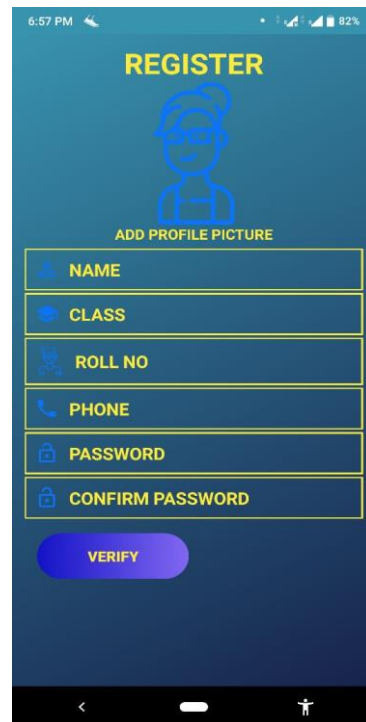 6:57 PM 82%
REGISTER
ADD PROFILE PICTURE
NAME
CLASS
ROLL NO
PHONE
PASSWORD
CONFIRM PASSWORD
VERIFY